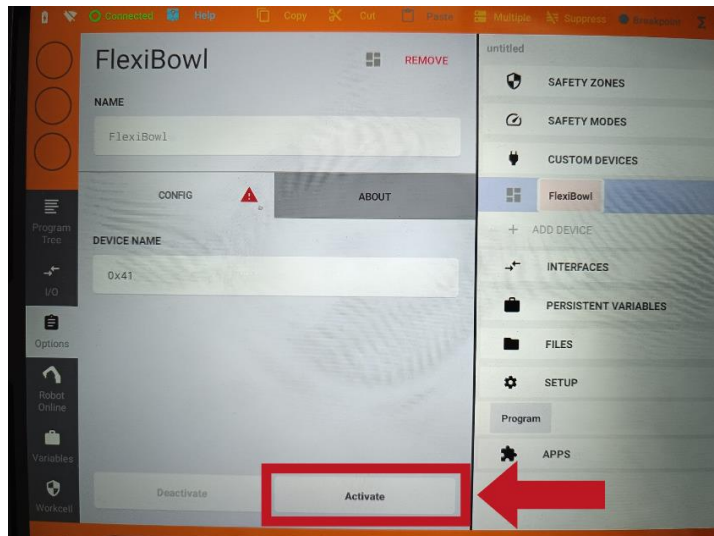 Connected Help Copy Cut Paste Multiple Suppress Breakpoint
FlexiBowl
REMOVE
NAME
FlexiBowl
CONFIG
ABOUT
DEVICE NAME
0x41
Deactivate
Activate
Program
Tree
I/O
Options
Robot
Online
Variables
Workcell
untitled
SAFETY ZONES
SAFETY MODES
CUSTOM DEVICES
FlexiBowl
+ ADD DEVICE
INTERFACES
PERSISTENT VARIABLES
FILES
SETUP
Program
APPS